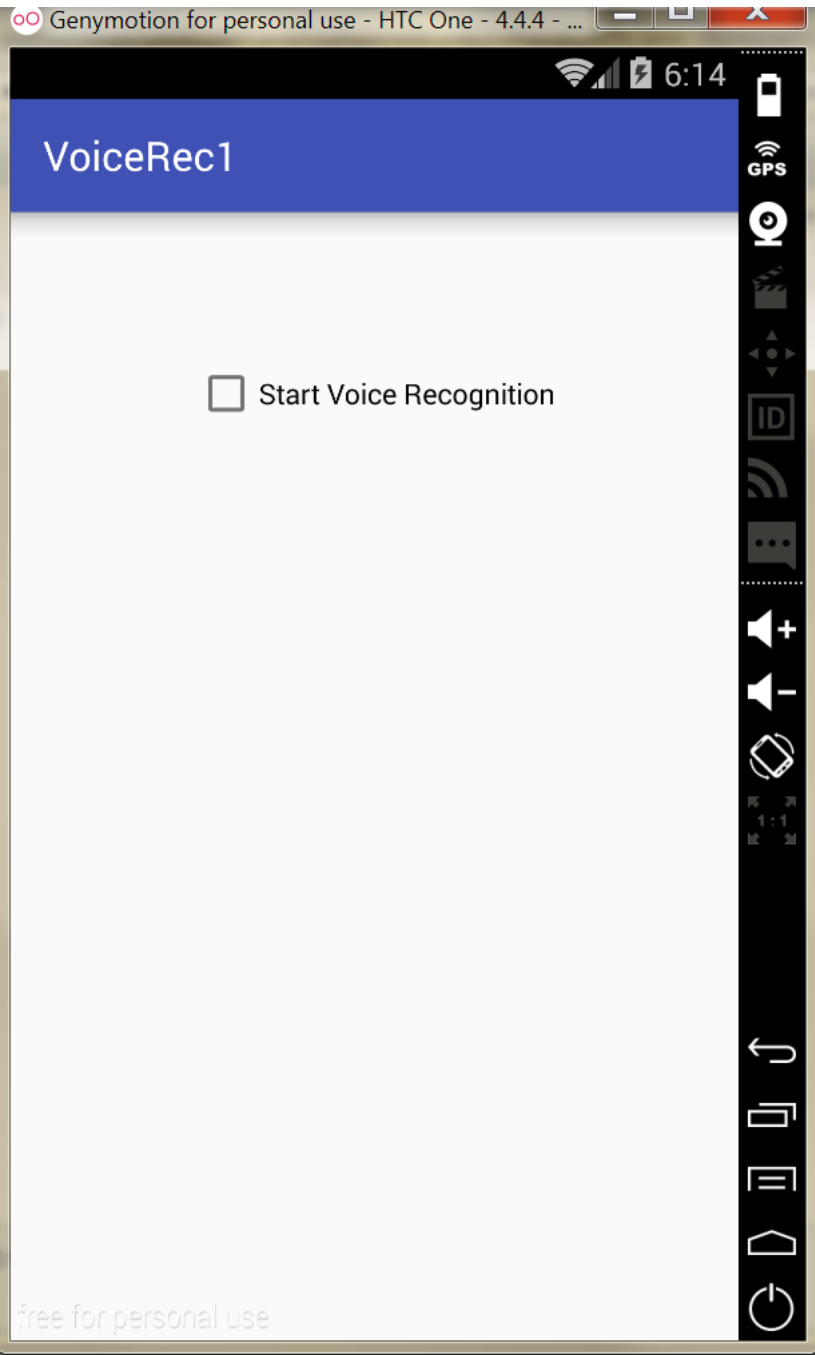 Genymotion for personal use - HTC One - 4.4.4 - ...
6:14
VoiceRec1
GPS
Start Voice Recognition
ID
1:1
free for personal use